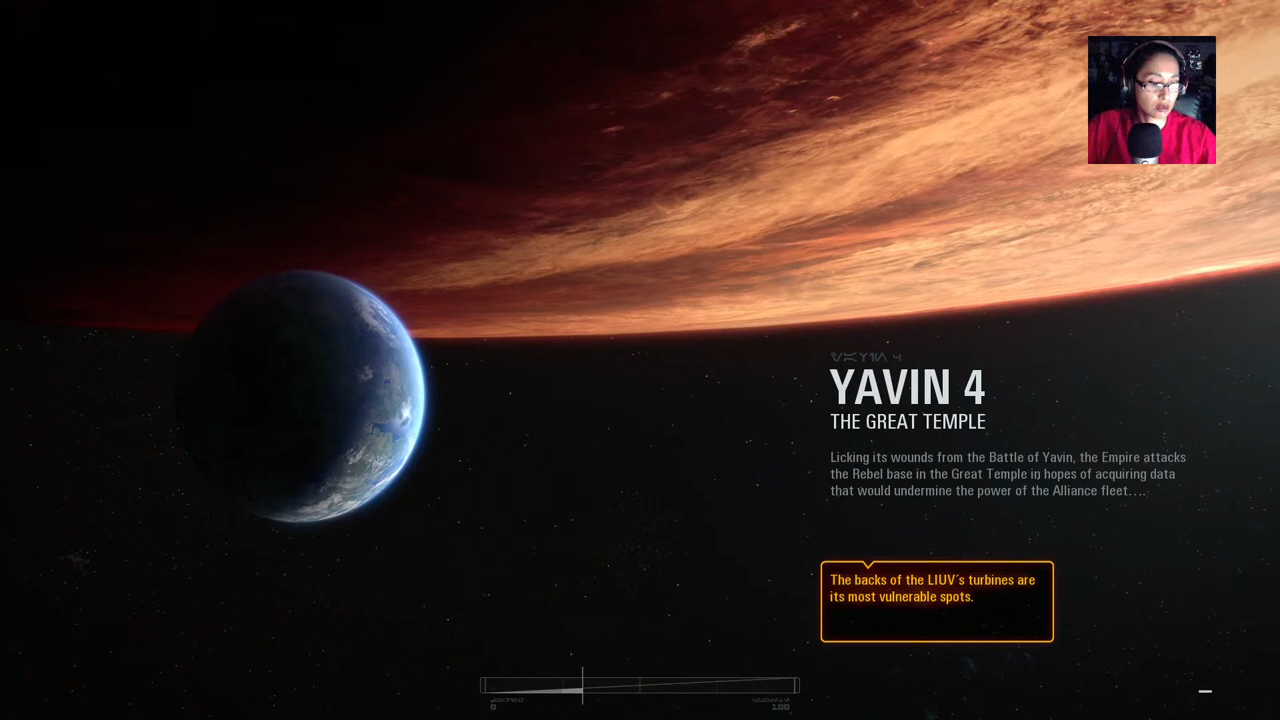 YAVIN 4
THE GREAT TEMPLE
Licking its wounds from the Battle of Yavin, the Empire attacks
the Rebel base in the Great Temple in hopes of acquiring data
that would undermine the power of the Alliance fleet....
The backs of the LIUV´s turbines are
its most vulnerable spots.
0
100